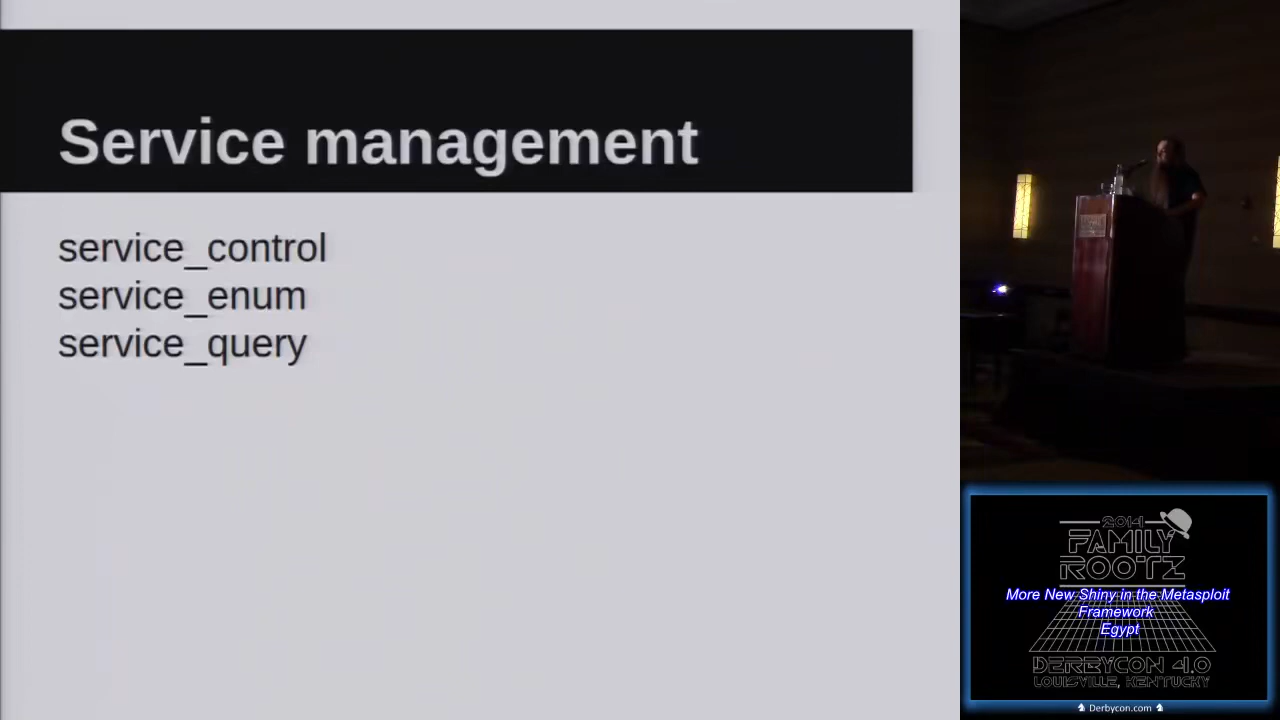 Service management
service_control
service_enum
service_query
2014
FAMILY
ROOTZ
More New Shiny in the Metasploit
Framework
Egypt
DERBYCON 4.0
LOUISVILLE, KENTUCKY
Derbycon.com